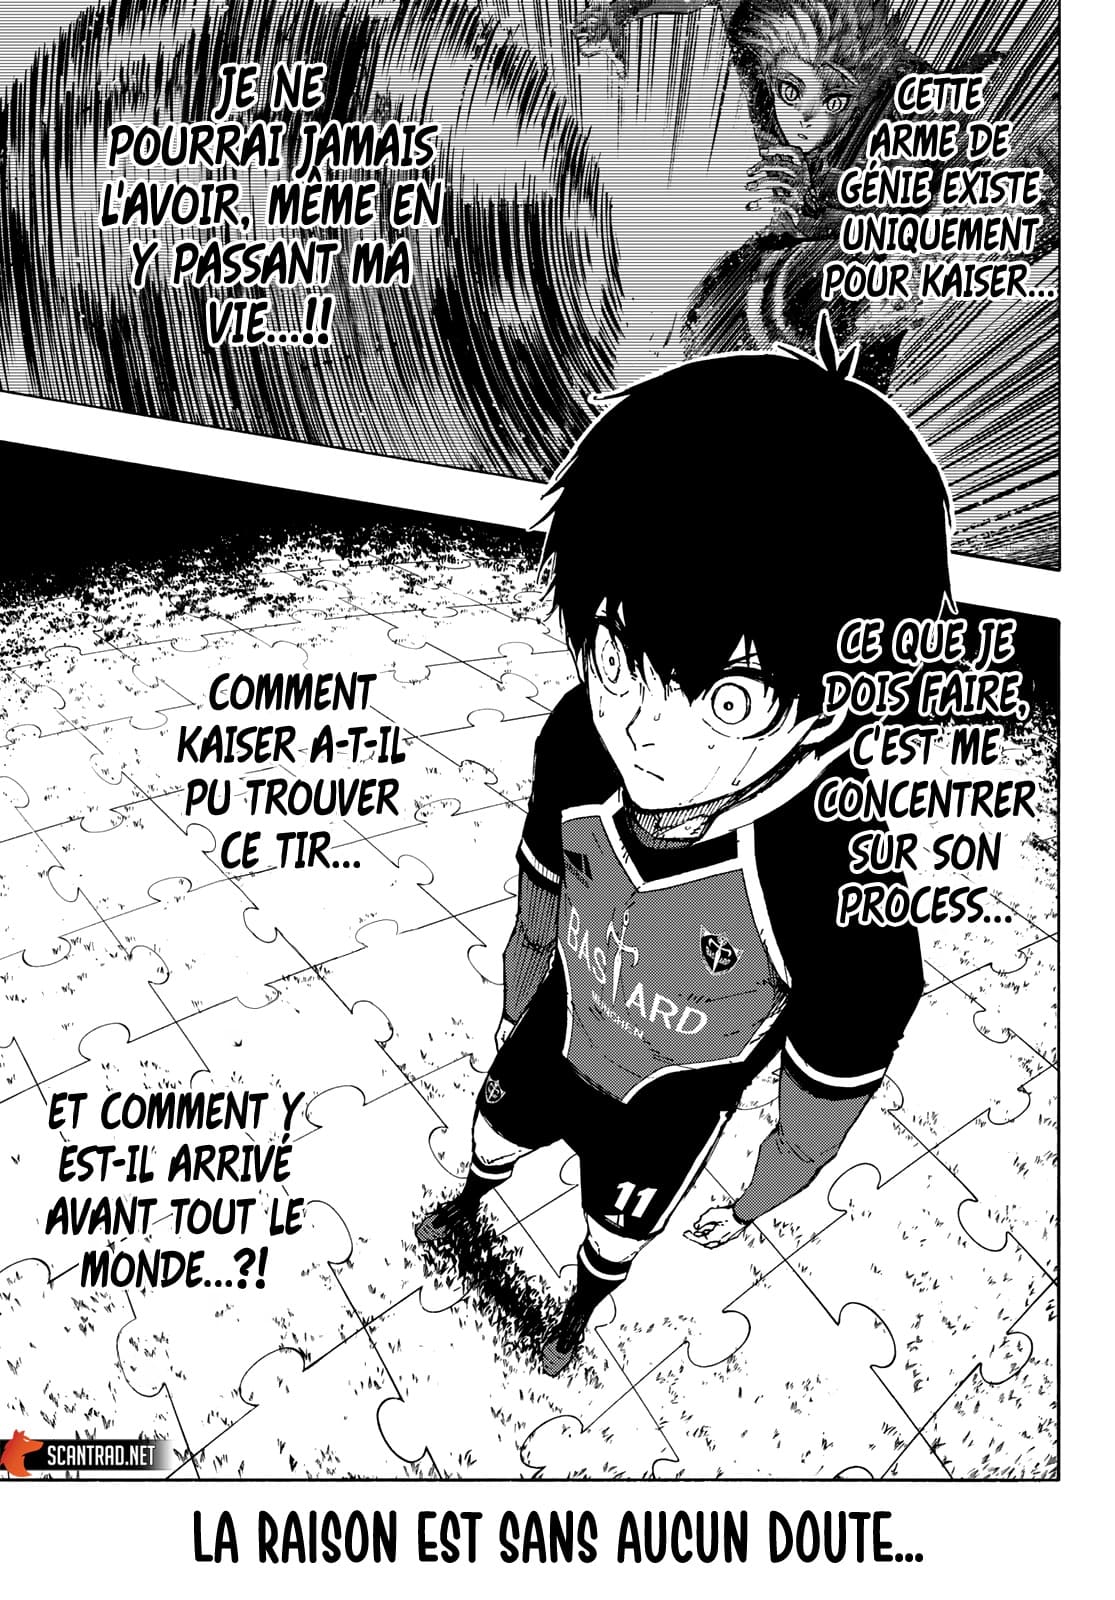 CETTE
ARME DE
GÉNIE EXISTE
UNIQUEMENT
POUR KAISER...
JE NE
POURRAI JAMAIS
L'AVOIR, MÊME EN
Y PASSANT MA
VIE...!!
CE QUE JE
DOIS FAIRE,
C'EST ME
CONCENTRER
SUR SON
PROCESS...
COMMENT
KAISER A-T-IL
PU TROUVER
CE TIR...
ET COMMENT Y
EST-IL ARRIVÉ
AVANT TOUT LE
MONDE...?!
BASTARD
MÜNCHEN
11
SCANTRAD.NET
LA RAISON EST SANS AUCUN DOUTE...